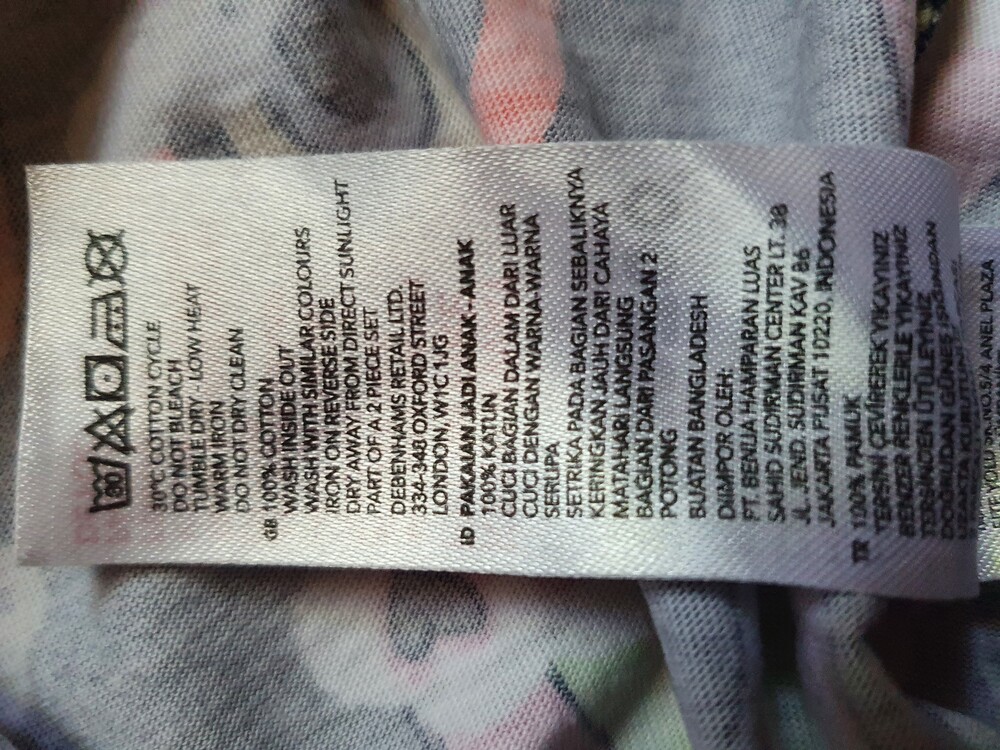 30
30°C COTTON CYCLE
DO NOT BLEACH
TUMBLE DRY LOW HEAT
WARM IRON
DO NOT DRY CLEAN
GB 100% COTTON
WASH INSIDE OUT
WASH WITH SIMILAR COLOURS
IRON ON REVERSE SIDE
DRY AWAY FROM DIRECT SUNLIGHT
PART OF A 2 PIECE SET
DEBENHAMS RETAIL LTD.
334-348 OXFORD STREET
LONDON, W1C 1JG
ID PAKAIAN JADI ANAK - ANAK
100% KATUN
CUCI BAGIAN DALAM DARI LUAR
CUCI DENGAN WARNA-WARNA
SERUPA
SETRIKA PADA BAGIAN SEBALIKNYA
KERINGKAN JAUH DARI CAHAYA
MATAHARI LANGSUNG
BAGIAN DARI PASANGAN 2
POTONG
BUATAN BANGLADESH
DIIMPOR OLEH:
PT. BENUA HAMPARAN LUAS
SAHID SUDIRMAN CENTER LT. 38
JL. JEND. SUDIRMAN KAV 86
JAKARTA PUSAT 10220, INDONESIA
TR 100% PAMUK
TERSİNİ ÇEVİREREK YIKAYINIZ
BENZER RENKLERLE YIKAYINIZ
TERSİNDEN ÜTÜLEYİNİZ
DOĞRUDAN GÜNEŞ IŞIĞINDAN
UZAKTA